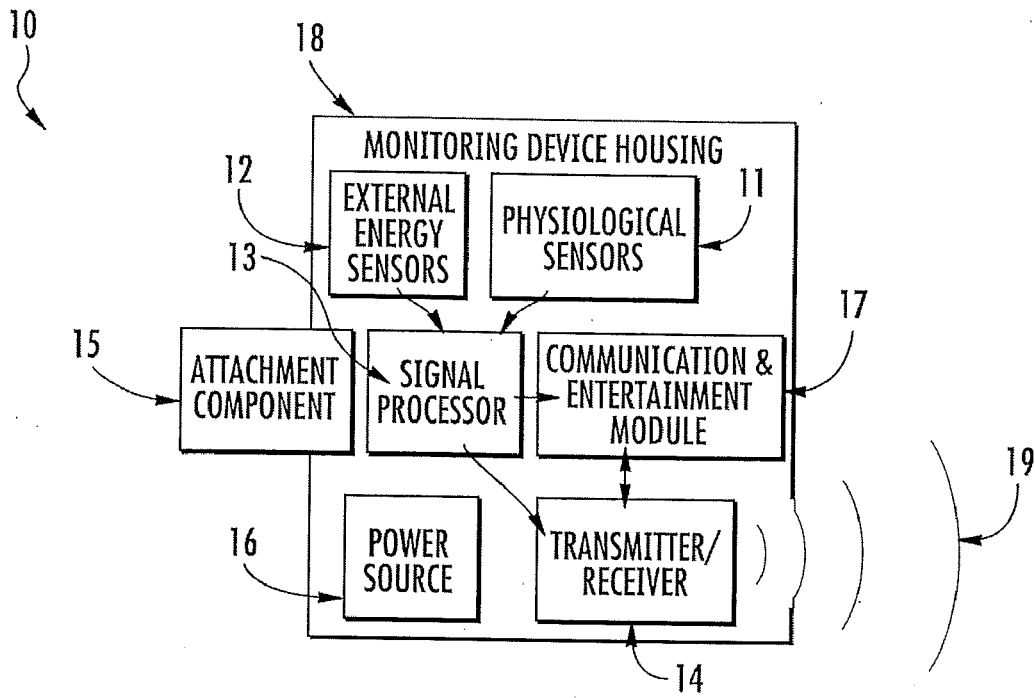 10
18
MONITORING DEVICE HOUSING
12
EXTERNAL
ENERGY
SENSORS
PHYSIOLOGICAL
SENSORS
11
13
17
15
ATTACHMENT
COMPONENT
SIGNAL
PROCESSOR
COMMUNICATION &
ENTERTAINMENT
MODULE
19
16
POWER
SOURCE
TRANSMITTER/
RECEIVER
14